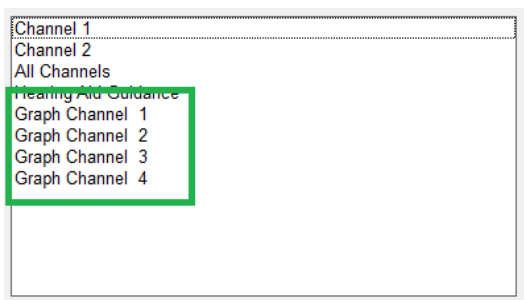 Channel 1
Channel 2
All Channels
Hearing Aid Guidance
Graph Channel  1
Graph Channel  2
Graph Channel  3
Graph Channel  4